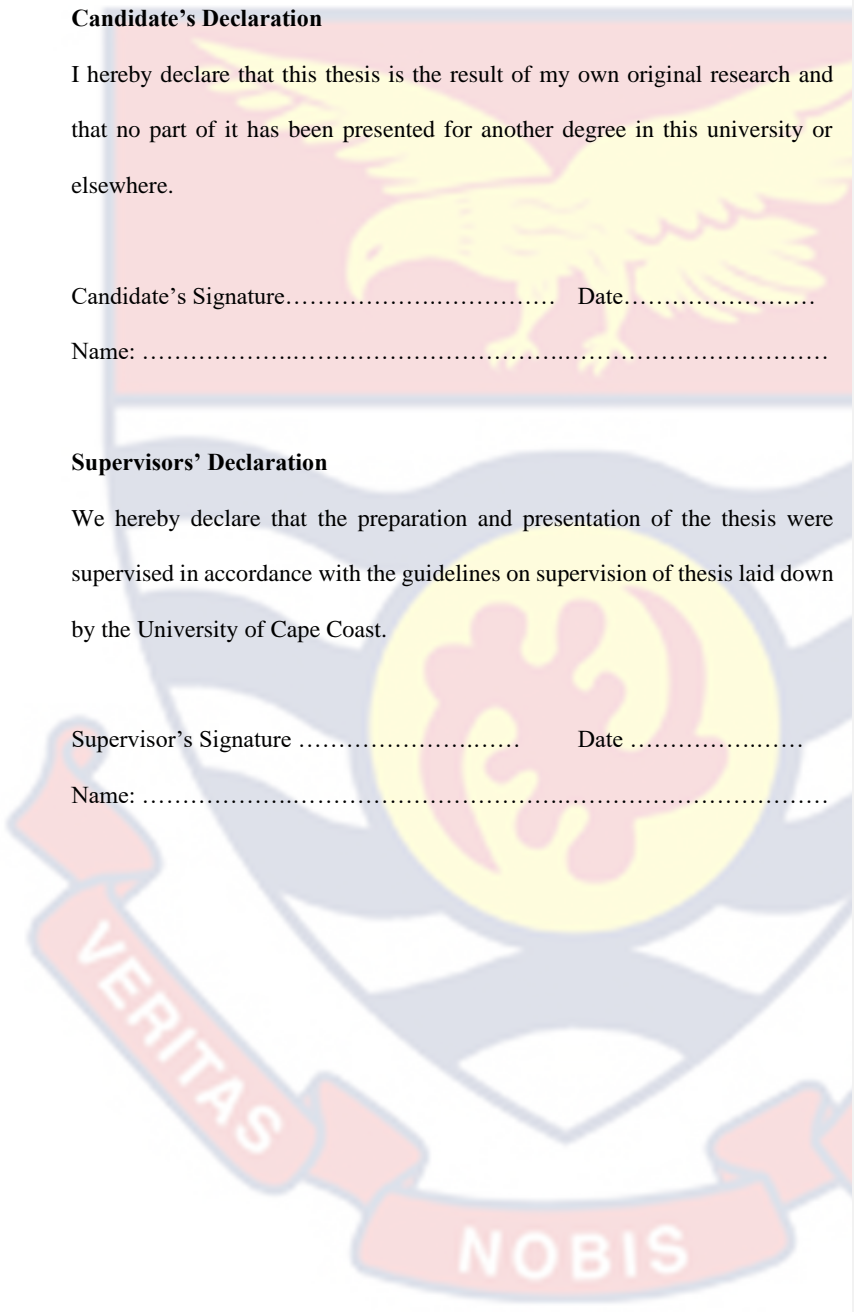 Candidate’s Declaration
I hereby declare that this thesis is the result of my own original research and
that no part of it has been presented for another degree in this university or
elsewhere.
Candidate’s Signature……………….…………… Date……………………
Name: ……………….…………………………….……………………………
Supervisors’ Declaration
We hereby declare that the preparation and presentation of the thesis were
supervised in accordance with the guidelines on supervision of thesis laid down
by the University of Cape Coast.
Supervisor’s Signature ………………….…… Date …………….……
Name: ……………….…………………………….……………………………
VERITAS
NOBIS